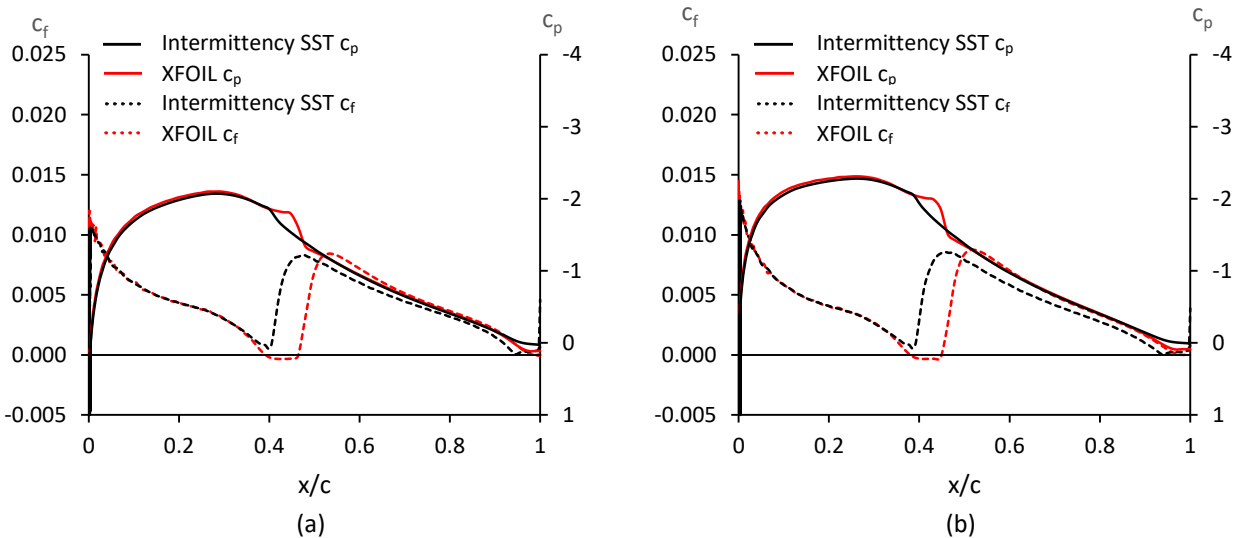 c_f
c_p
0.025
0.020
0.015
0.010
0.005
0.000
-0.005
-4
-3
-2
-1
0
1
Intermittency SST c_p
XFOIL c_p
Intermittency SST c_f
XFOIL c_f
0 0.2 0.4 0.6 0.8 1
x/c
(a)
c_f
c_p
0.025
0.020
0.015
0.010
0.005
0.000
-0.005
-4
-3
-2
-1
0
1
Intermittency SST c_p
XFOIL c_p
Intermittency SST c_f
XFOIL c_f
0 0.2 0.4 0.6 0.8 1
x/c
(b)